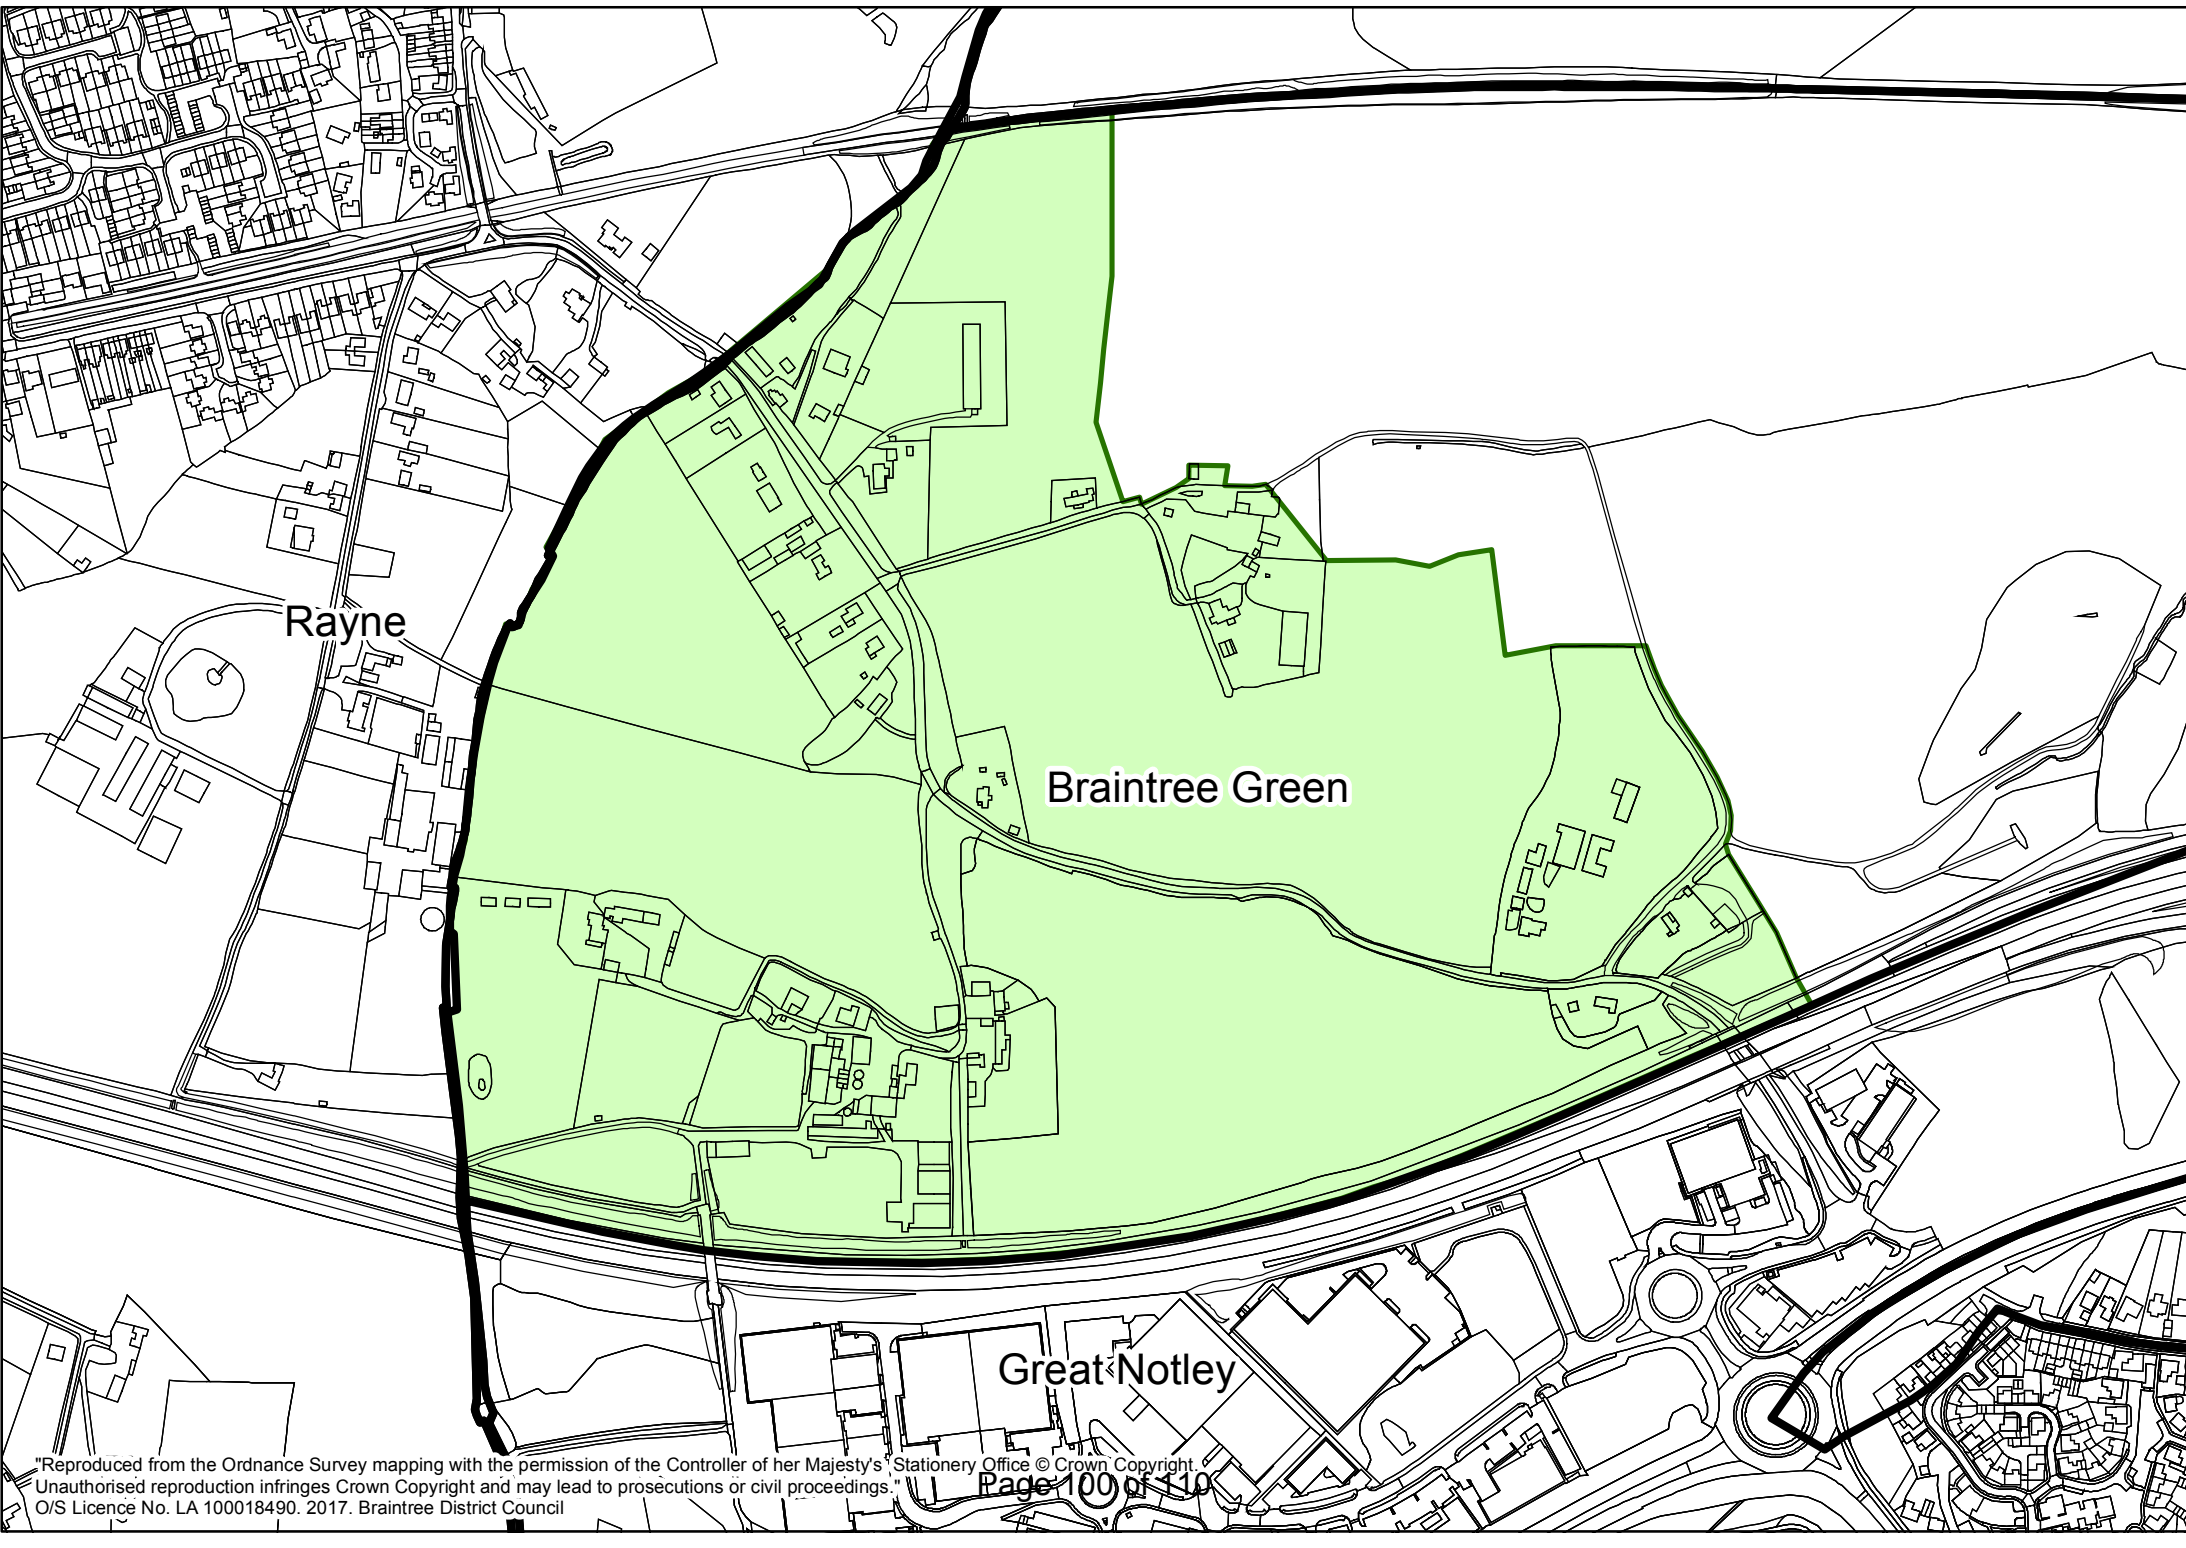 Rayne
Braintree Green
Great Notley
"Reproduced from the Ordnance Survey mapping with the permission of the Controller of her Majesty's Stationery Office © Crown Copyright.
Unauthorised reproduction infringes Crown Copyright and may lead to prosecutions or civil proceedings."
O/S Licence No. LA 100018490. 2017. Braintree District Council
Page 100 of 110